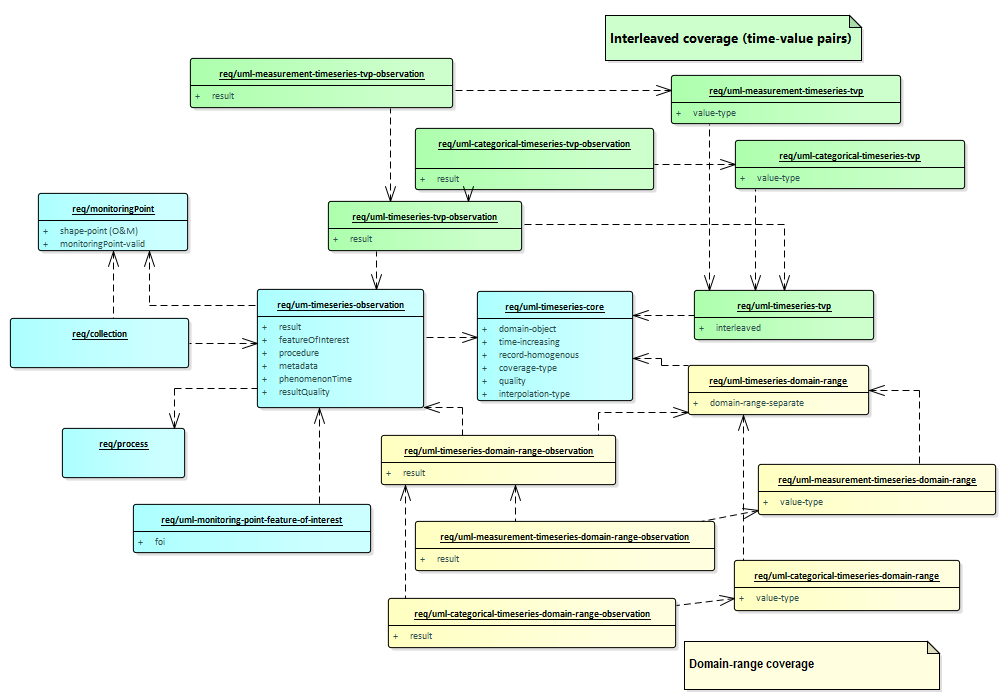 Interleaved coverage (time-value pairs)
req/uml-measurement-timeseries-tvp-observation
+ result
req/uml-measurement-timeseries-tvp
+ value-type
req/uml-categorical-timeseries-tvp-observation
+ result
req/uml-categorical-timeseries-tvp
+ value-type
req/monitoringPoint
+ shape-point (O&M)
+ monitoringPoint-valid
req/uml-timeseries-tvp-observation
+ result
req/um-timeseries-observation
+ result
+ featureOfInterest
+ procedure
+ metadata
+ phenomenonTime
+ resultQuality
req/uml-timeseries-core
+ domain-object
+ time-increasing
+ record-homogenous
+ coverage-type
+ quality
+ interpolation-type
req/uml-timeseries-tvp
+ interleaved
req/collection
req/uml-timeseries-domain-range
+ domain-range-separate
req/process
req/uml-timeseries-domain-range-observation
+ result
req/uml-measurement-timeseries-domain-range
+ value-type
req/uml-monitoring-point-feature-of-interest
+ foi
req/uml-measurement-timeseries-domain-range-observation
+ result
req/uml-categorical-timeseries-domain-range
+ value-type
req/uml-categorical-timeseries-domain-range-observation
+ result
Domain-range coverage